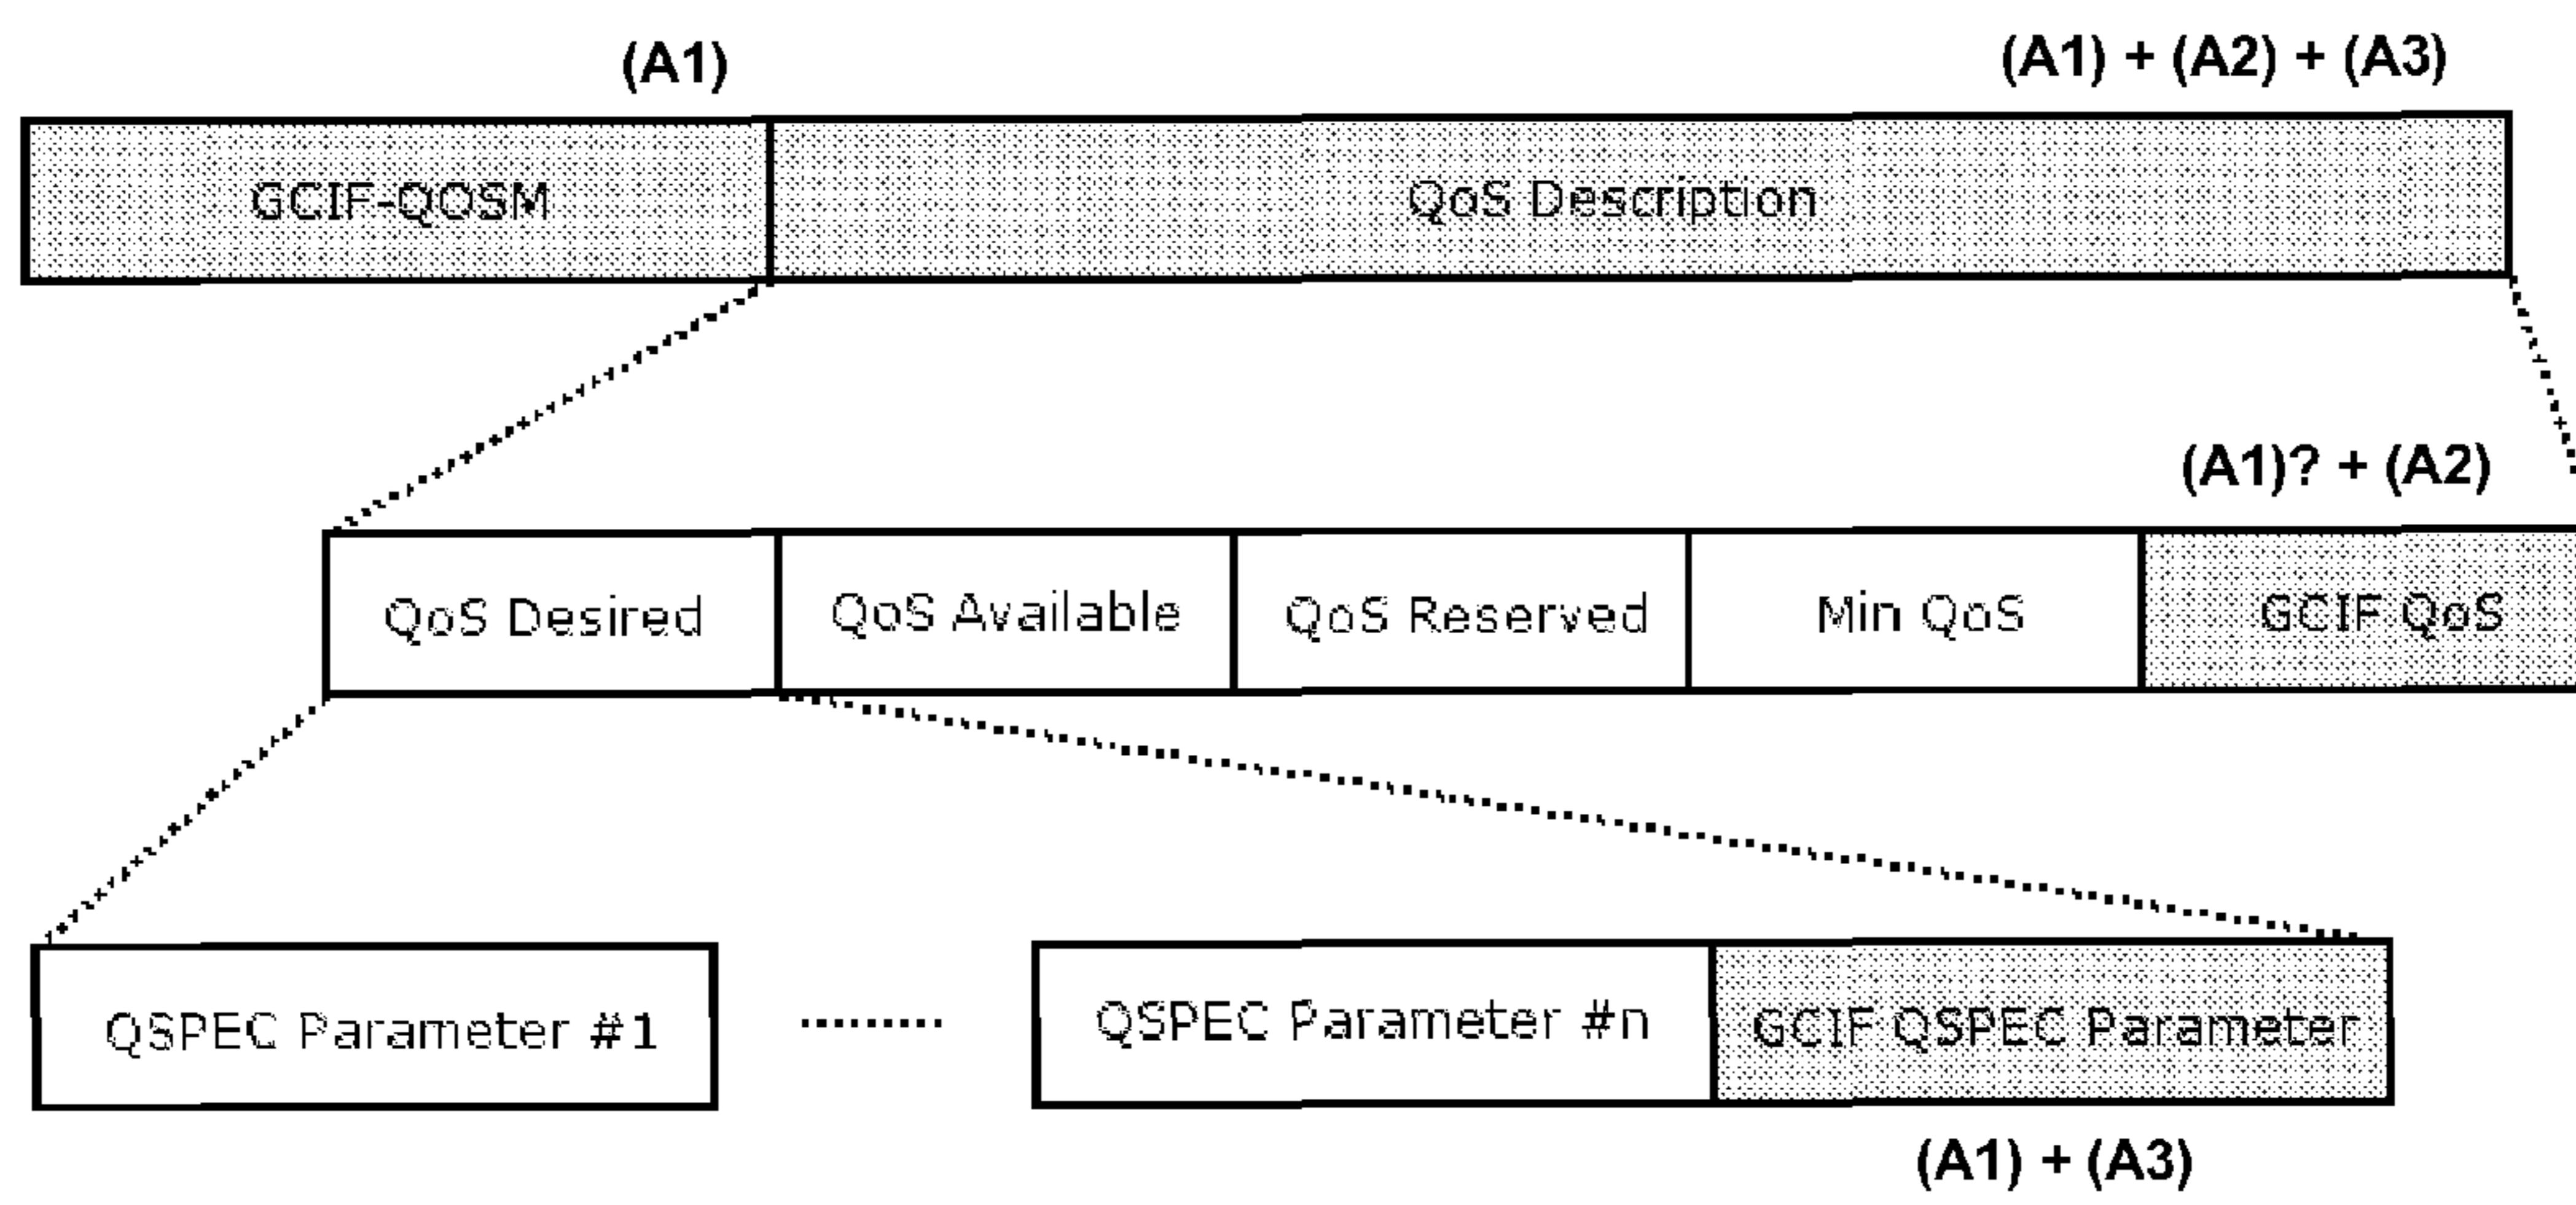 (A1)
(A1) + (A2) + (A3)
GCIF-QOSM
QoS Description
(A1)? + (A2)
QoS Desired
QoS Available
QoS Reserved
Min QoS
GCIF QoS
QSPEC Parameter #1
QSPEC Parameter #n
GCIF QSPEC Parameter
(A1) + (A3)